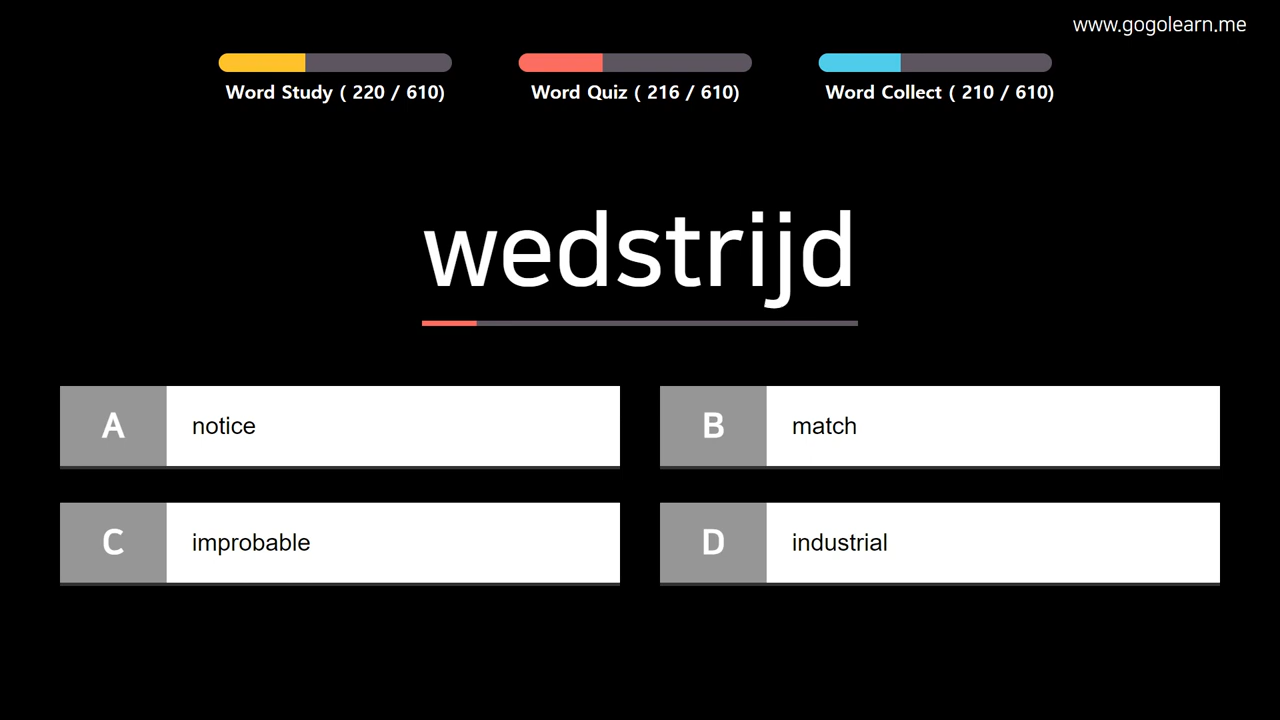 www.gogolearn.me
Word Study ( 220 / 610)
Word Quiz ( 216 / 610)
Word Collect ( 210 / 610)
wedstrijd
A notice
B match
C improbable
D industrial